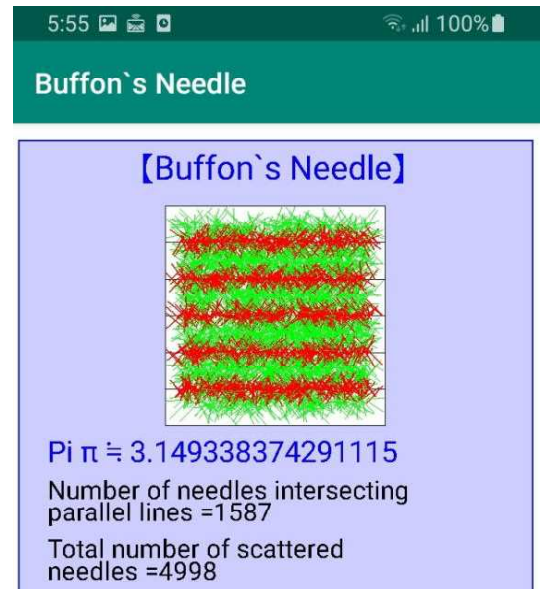 5:55 100%
Buffon`s Needle
【Buffon`s Needle】
Pi π ≒ 3.149338374291115
Number of needles intersecting
parallel lines =1587
Total number of scattered
needles =4998